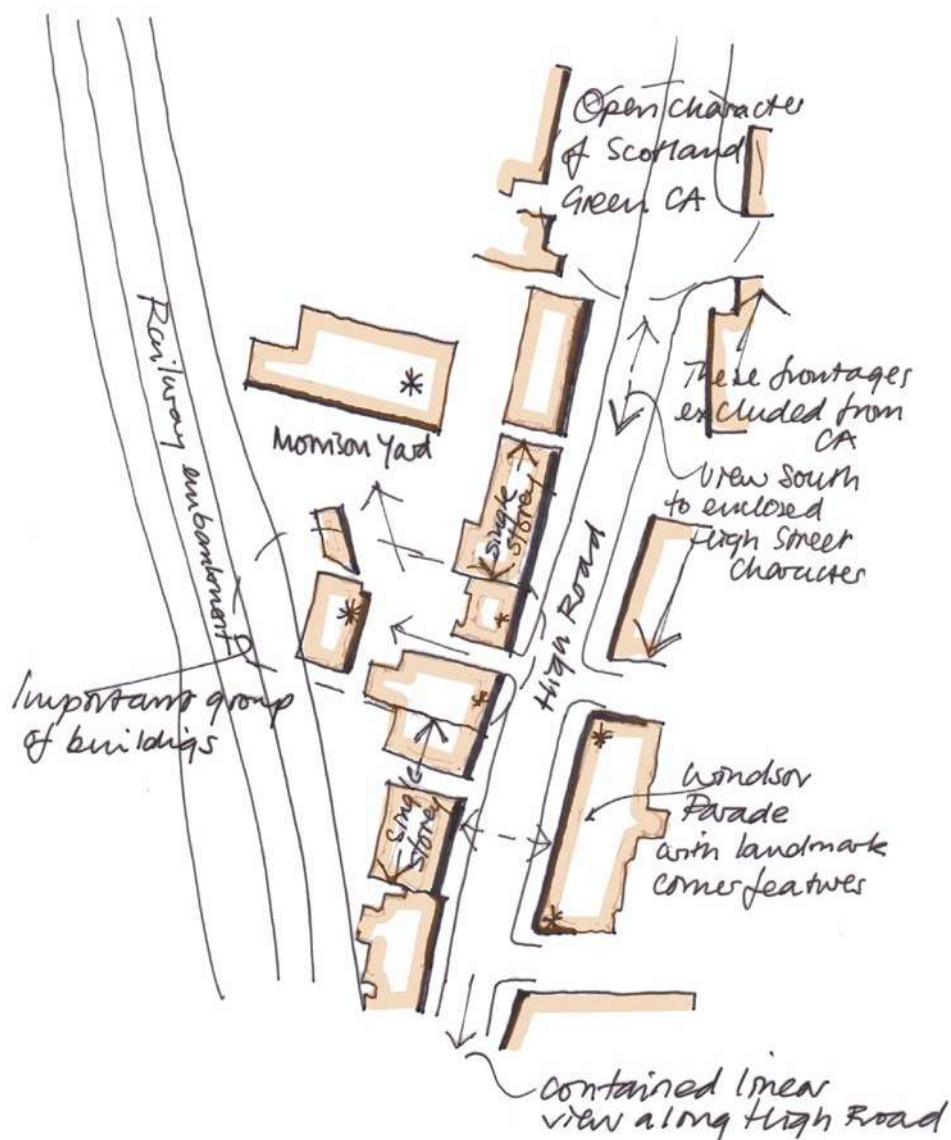 Open character
of Scotland
Green CA
Railway embankment
Morrison Yard
These frontages
excluded from
CA
View south
to enclosed
High Street
Character
single
storey
High Road
Important group
of buildigs
single
storey
Windsor
Parade
with landmark
corner features
contained linear
view along High Road